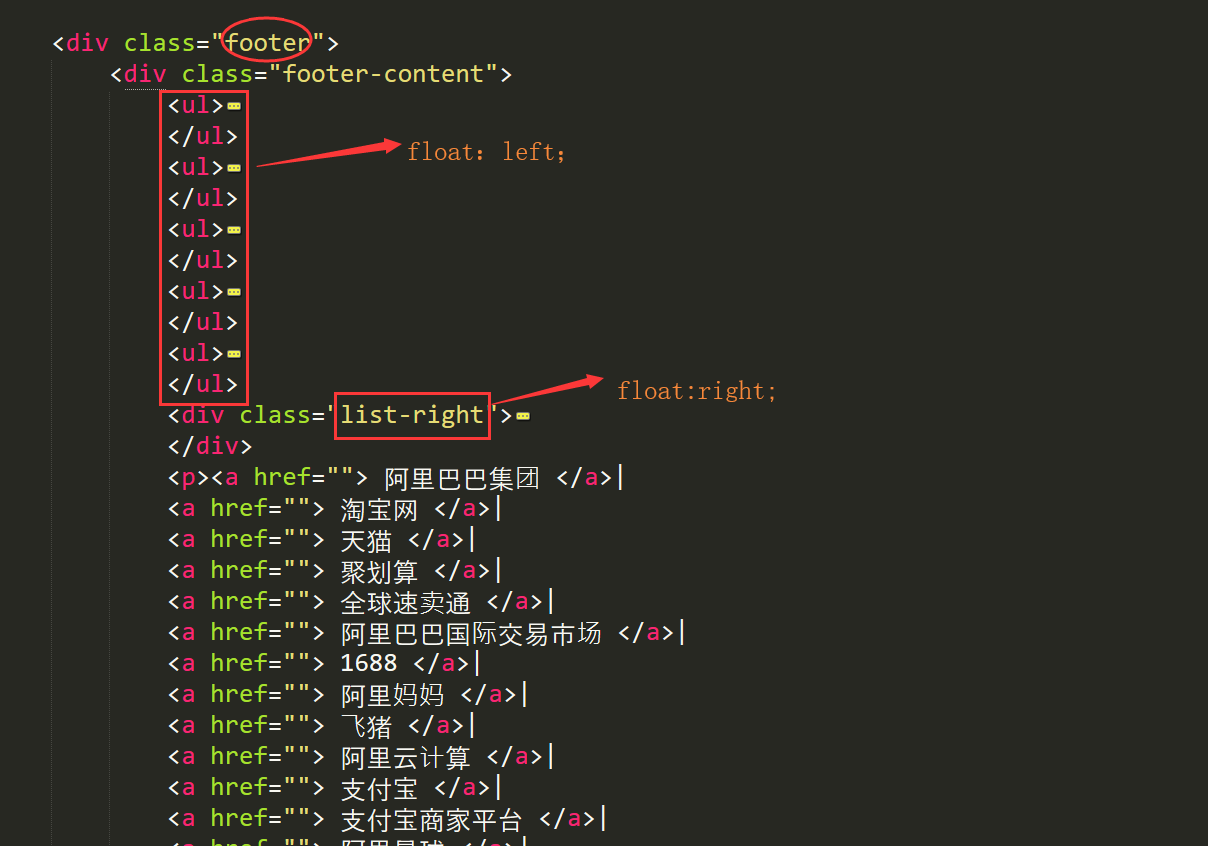 <div class="footer">
<div class="footer-content">
<ul>
</ul>
<ul>
float: left;
</ul>
<ul>
</ul>
<ul>
</ul>
<ul>
</ul>
float:right;
<div class="list-right">
</div>
<p><a href=""> 阿里巴巴集团 </a>|
<a href=""> 淘宝网 </a>|
<a href=""> 天猫 </a>|
<a href=""> 聚划算 </a>|
<a href=""> 全球速卖通 </a>|
<a href=""> 阿里巴巴国际交易市场 </a>|
<a href=""> 1688 </a>|
<a href=""> 阿里妈妈 </a>|
<a href=""> 飞猪 </a>|
<a href=""> 阿里云计算 </a>|
<a href=""> 支付宝 </a>|
<a href=""> 支付宝商家平台 </a>|